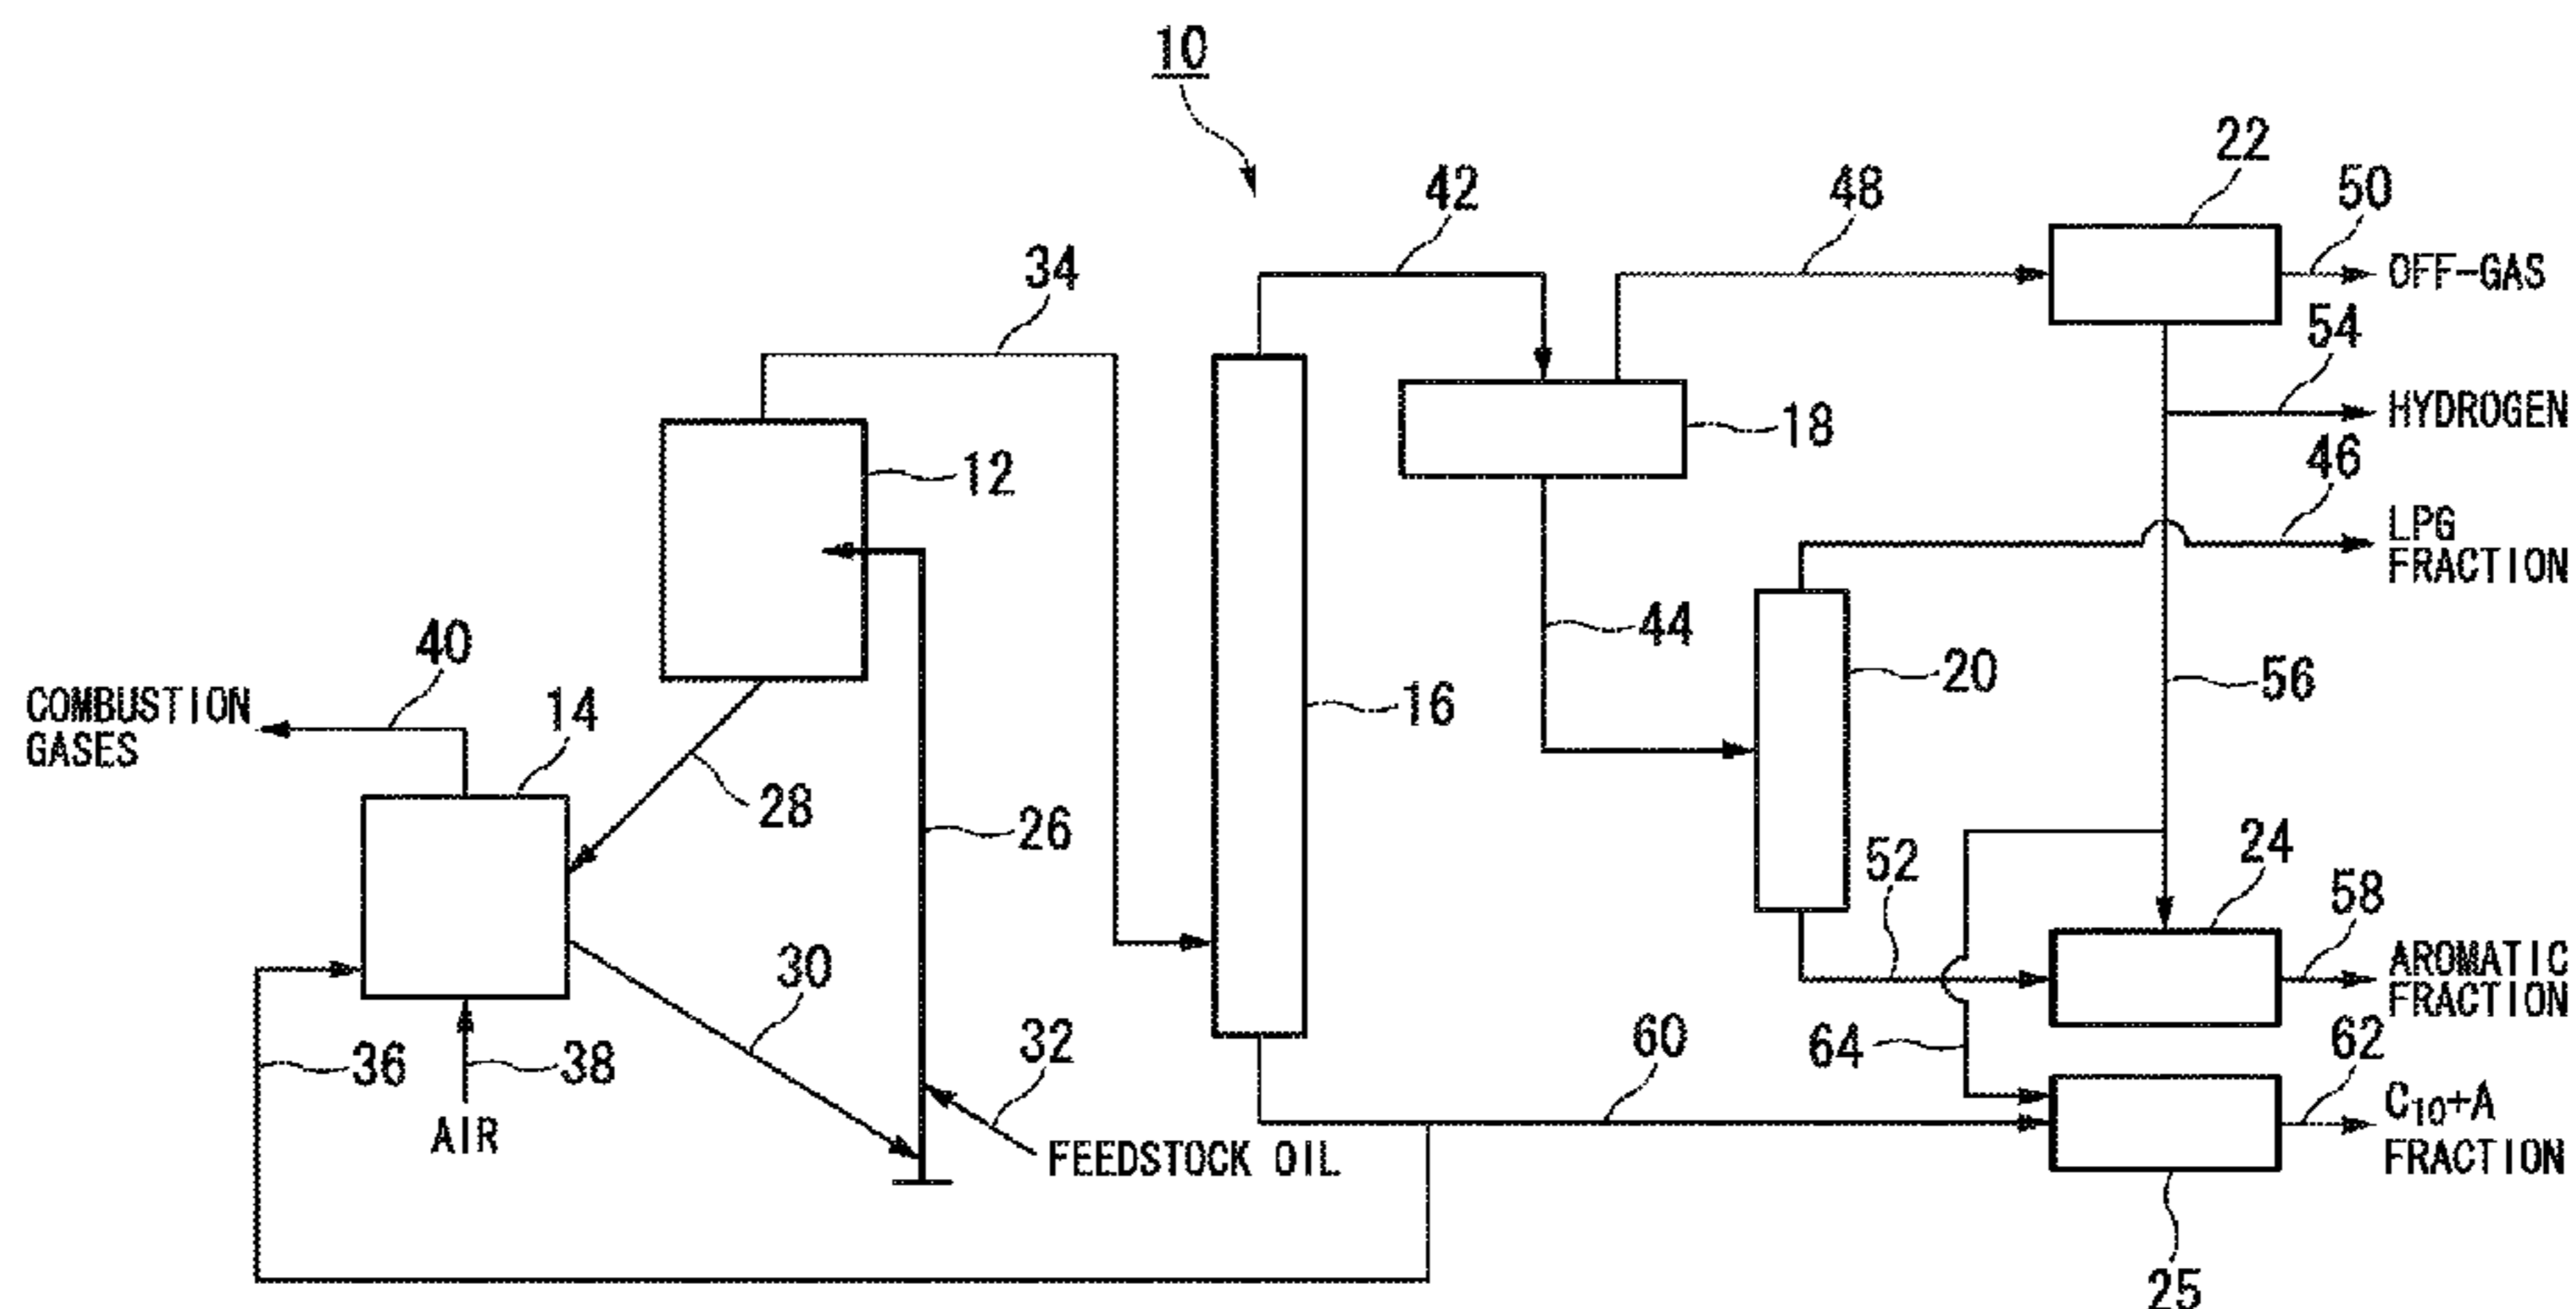 10
22
42
48
50
34
OFF-GAS
54
18
HYDROGEN
12
46
LPG
FRACTION
44
40
20
56
COMBUSTION
GASES
14
16
28
26
24
52
58
30
AROMATIC
FRACTION
36
38
32
60
64
62
AIR
C10+A
FRACTION
FEEDSTOCK OIL
25